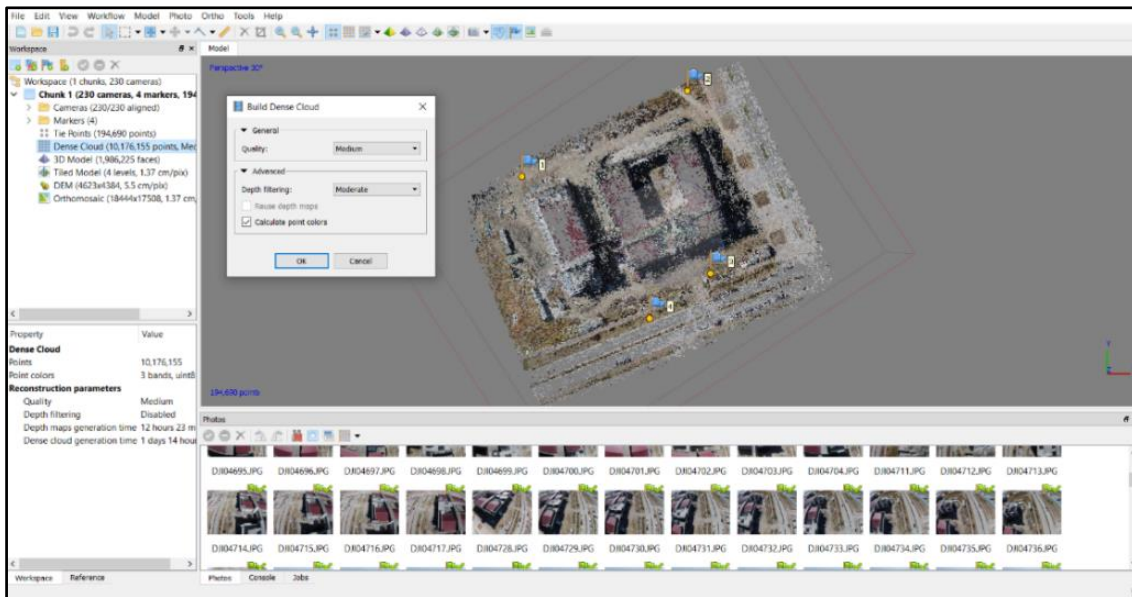 File Edit View Workflow Model Photo Ortho Tools Help
Workspace
Model
Workspace (1 chunks, 230 cameras)
Chunk 1 (230 cameras, 4 markers, 194
Cameras (230/230 aligned)
Markers (4)
Tie Points (194,690 points)
Dense Cloud (10,176,155 points, Med
3D Model (1,986,225 faces)
Tiled Model (4 levels, 1.37 cm/pix)
DEM (4623x4384, 5.5 cm/pix)
Orthomosaic (18444x17508, 1.37 cm,
Perspective 30°
Build Dense Cloud
General
Quality: Medium
Advanced
Depth filtering: Moderate
Reuse depth maps
Calculate point colors
OK Cancel
1
3
4
194,690 points
Property Value
Dense Cloud
Points 10,176,155
Point colors 3 bands, uint8
Reconstruction parameters
Quality Medium
Depth filtering Disabled
Depth maps generation time 12 hours 23 m
Dense cloud generation time 1 days 14 hour
Photos
DJI04695.JPG DJI04696.JPG DJI04697.JPG DJI04698.JPG DJI04699.JPG DJI04700.JPG DJI04701.JPG DJI04702.JPG DJI04703.JPG DJI04704.JPG DJI04711.JPG DJI04712.JPG DJI04713.JPG
DJI04714.JPG DJI04715.JPG DJI04716.JPG DJI04717.JPG DJI04728.JPG DJI04729.JPG DJI04730.JPG DJI04731.JPG DJI04732.JPG DJI04733.JPG DJI04734.JPG DJI04735.JPG DJI04736.JPG
Workspace Reference
Photos Console Jobs